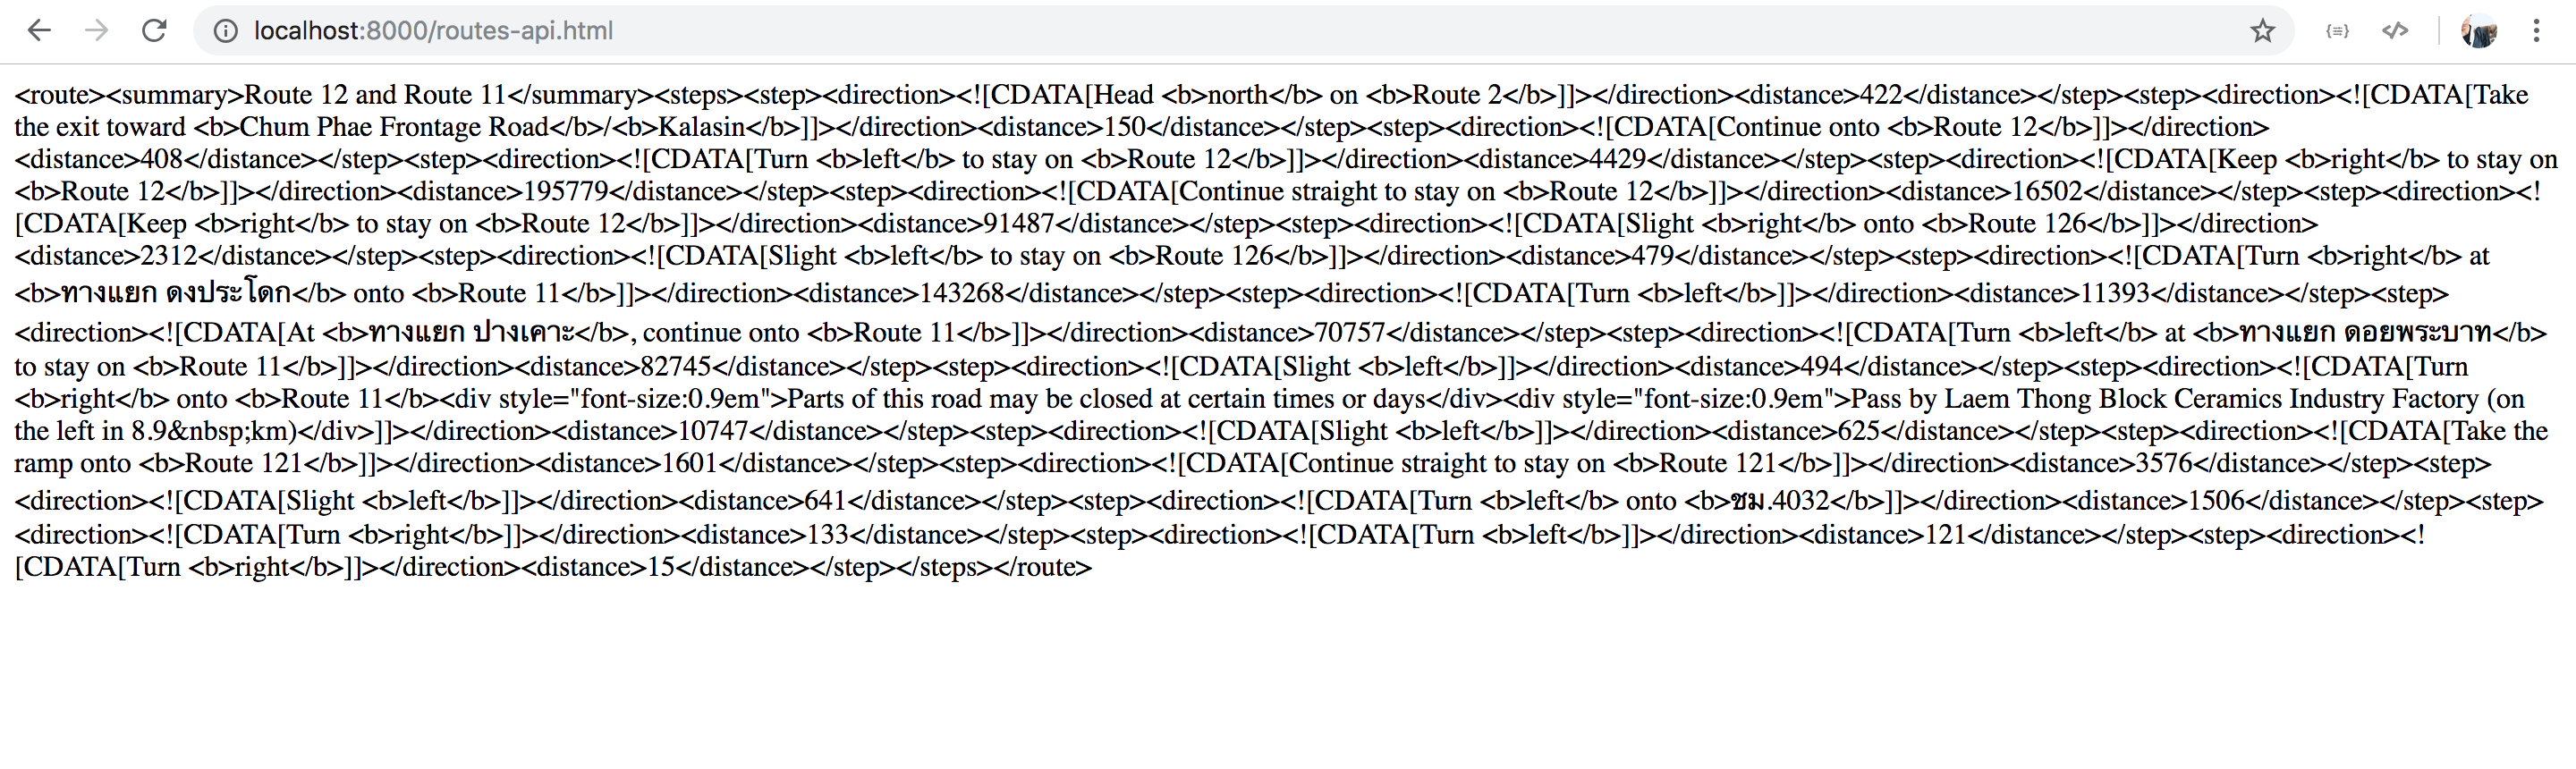 localhost:8000/routes-api.html
<route><summary>Route 12 and Route 11</summary><steps><step><direction><![CDATA[Head <b>north</b> on <b>Route 2</b>]]></direction><distance>422</distance></step><step><direction><![CDATA[Take
the exit toward <b>Chum Phae Frontage Road</b>/<b>Kalasin</b>]]></direction><distance>150</distance></step><step><direction><![CDATA[Continue onto <b>Route 12</b>]]></direction>
<distance>408</distance></step><step><direction><![CDATA[Turn <b>left</b> to stay on <b>Route 12</b>]]></direction><distance>4429</distance></step><step><direction><![CDATA[Keep <b>right</b> to stay on
<b>Route 12</b>]]></direction><distance>195779</distance></step><step><direction><![CDATA[Continue straight to stay on <b>Route 12</b>]]></direction><distance>16502</distance></step><step><direction><!
[CDATA[Keep <b>right</b> to stay on <b>Route 12</b>]]></direction><distance>91487</distance></step><step><direction><![CDATA[Slight <b>right</b> onto <b>Route 126</b>]]></direction>
<distance>2312</distance></step><step><direction><![CDATA[Slight <b>left</b> to stay on <b>Route 126</b>]]></direction><distance>479</distance></step><step><direction><![CDATA[Turn <b>right</b> at
<b>ทางแยก ดงประโดก</b> onto <b>Route 11</b>]]></direction><distance>143268</distance></step><step><direction><![CDATA[Turn <b>left</b>]]></direction><distance>11393</distance></step><step>
<direction><![CDATA[At <b>ทางแยก ปางเคาะ</b>, continue onto <b>Route 11</b>]]></direction><distance>70757</distance></step><step><direction><![CDATA[Turn <b>left</b> at <b>ทางแยก ดอยพระบาท</b>
to stay on <b>Route 11</b>]]></direction><distance>82745</distance></step><step><direction><![CDATA[Slight <b>left</b>]]></direction><distance>494</distance></step><step><direction><![CDATA[Turn
<b>right</b> onto <b>Route 11</b><div style="font-size:0.9em">Parts of this road may be closed at certain times or days</div><div style="font-size:0.9em">Pass by Laem Thong Block Ceramics Industry Factory (on
the left in 8.9&nbsp;km)</div>]]></direction><distance>10747</distance></step><step><direction><![CDATA[Slight <b>left</b>]]></direction><distance>625</distance></step><step><direction><![CDATA[Take the
ramp onto <b>Route 121</b>]]></direction><distance>1601</distance></step><step><direction><![CDATA[Continue straight to stay on <b>Route 121</b>]]></direction><distance>3576</distance></step><step>
<direction><![CDATA[Slight <b>left</b>]]></direction><distance>641</distance></step><step><direction><![CDATA[Turn <b>left</b> onto <b>ชม.4032</b>]]></direction><distance>1506</distance></step><step>
<direction><![CDATA[Turn <b>right</b>]]></direction><distance>133</distance></step><step><direction><![CDATA[Turn <b>left</b>]]></direction><distance>121</distance></step><step><direction><!
[CDATA[Turn <b>right</b>]]></direction><distance>15</distance></step></steps></route>